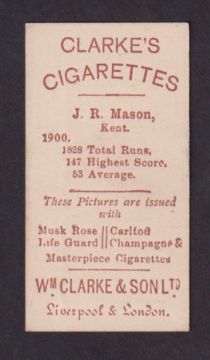 CLARKE'S
CIGARETTES
J. R. Mason,
Kent.
1900.
1828 Total Runs,
147 Highest Score,
53 Average.
These Pictures are issued
with
Musk Rose || Carlton
Life Guard || Champagne &
Masterpiece Cigarettes
WM CLARKE & SON LTD
Liverpool & London.